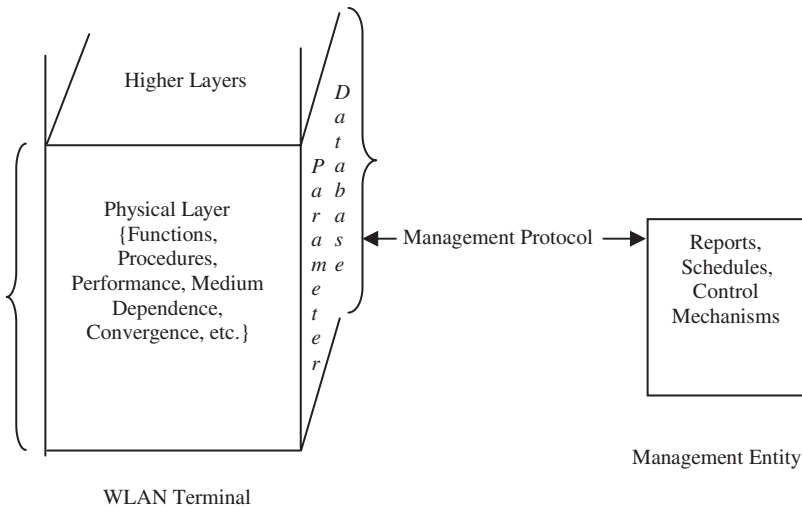 Higher Layers
Physical Layer
{Functions,
Procedures,
Performance, Medium
Dependence,
Convergence, etc.}
Parameter
Database
Management Protocol
Reports,
Schedules,
Control
Mechanisms
Management Entity
WLAN Terminal